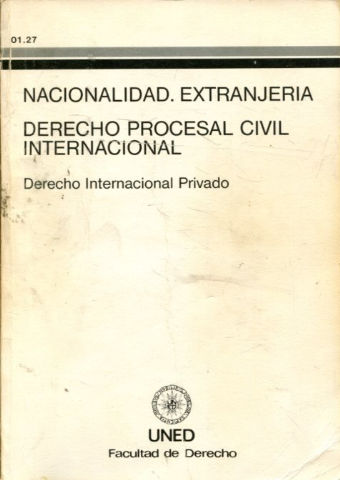 01.27
NACIONALIDAD. EXTRANJERIA
DERECHO PROCESAL CIVIL
INTERNACIONAL
Derecho Internacional Privado
UNED
Facultad de Derecho